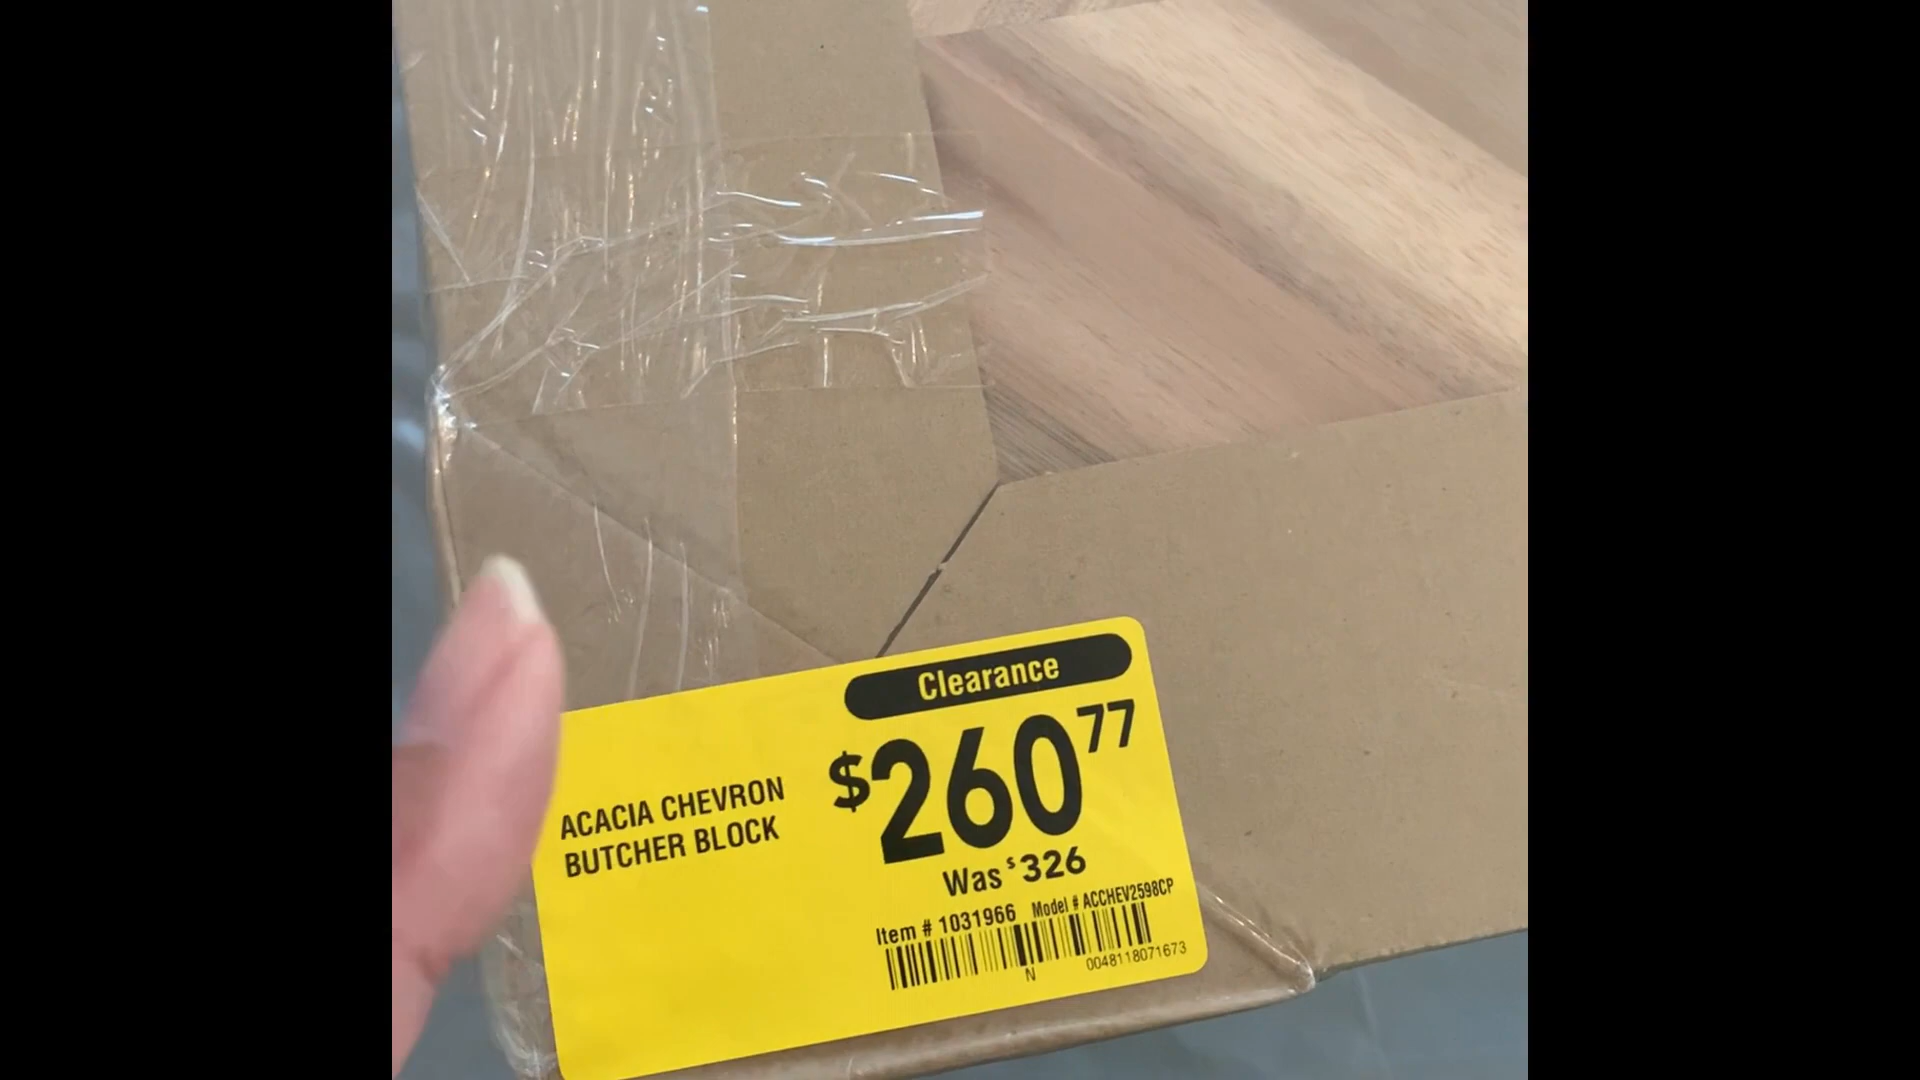 Clearance
$260 77
ACACIA CHEVRON
BUTCHER BLOCK
Was $326
Item # 1031966 Model # ACCHEV2598CP
N
0048118071673